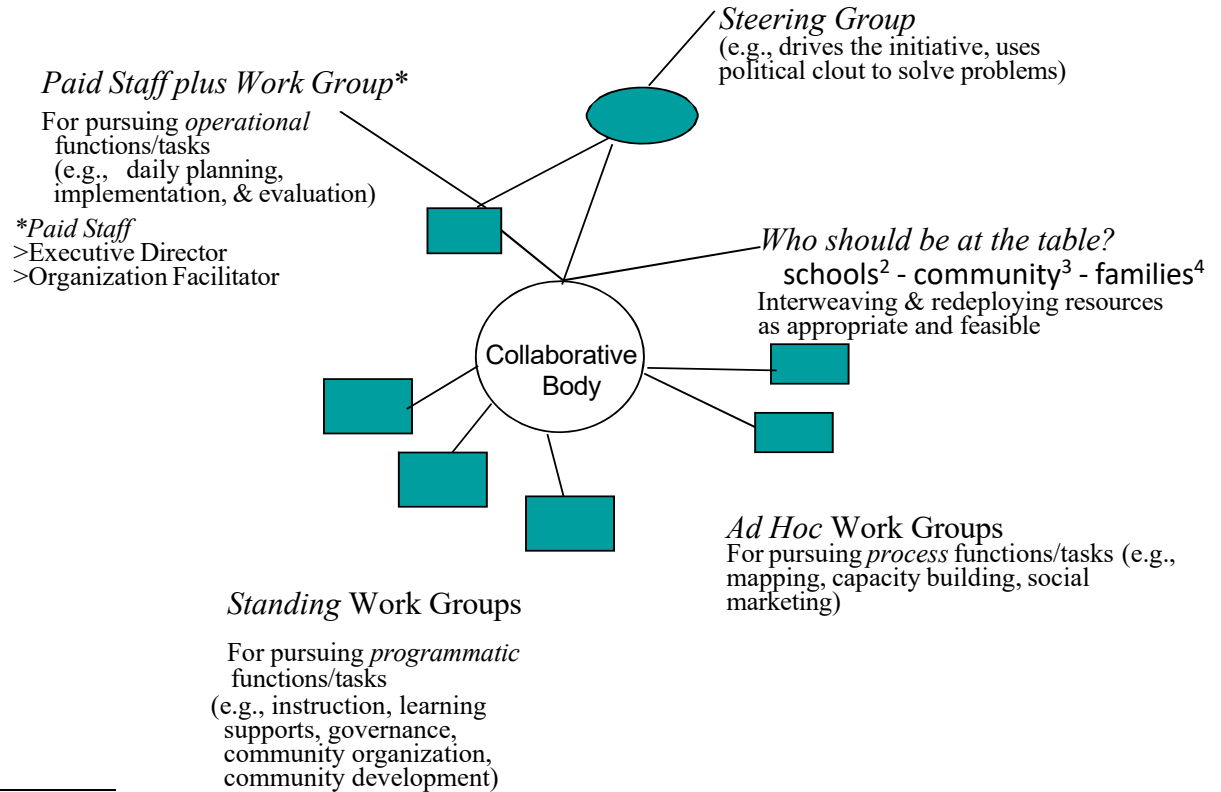 Steering Group
(e.g., drives the initiative, uses
political clout to solve problems)
Paid Staff plus Work Group*
For pursuing operational
functions/tasks
(e.g., daily planning,
implementation, & evaluation)
*Paid Staff
>Executive Director
>Organization Facilitator
Who should be at the table?
schools² - community³ - families⁴
Interweaving & redeploying resources
as appropriate and feasible
Collaborative
Body
Ad Hoc Work Groups
For pursuing process functions/tasks (e.g.,
mapping, capacity building, social
marketing)
Standing Work Groups
For pursuing programmatic
functions/tasks
(e.g., instruction, learning
supports, governance,
community organization,
community development)